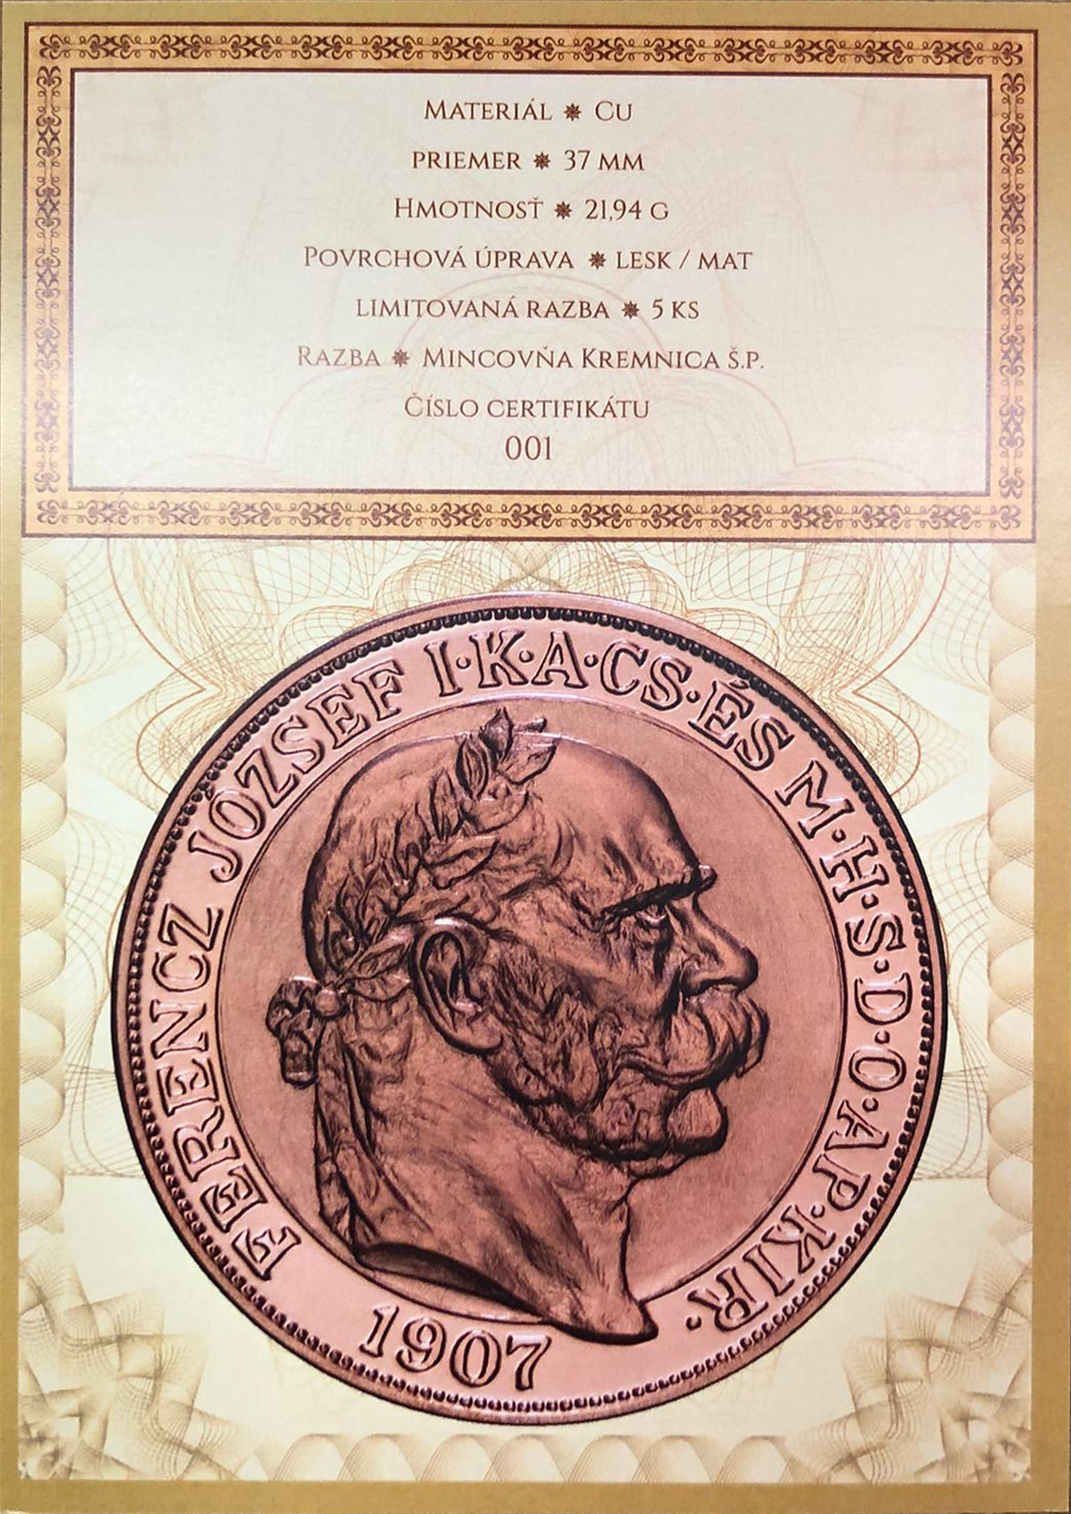 Materiál ✵ Cu
priemer ✵ 37 mm
Hmotnosť ✵ 21,94 g
Povrchová úprava ✵ lesk / mat
limitovaná razba ✵ 5 ks
Razba ✵ Mincovňa Kremnica š.p.
Číslo certifikátu
001
FERENCZ JÓZSEF I·K·A·CS·ÉS M·H·S·D·O·AP·KIR·
1907